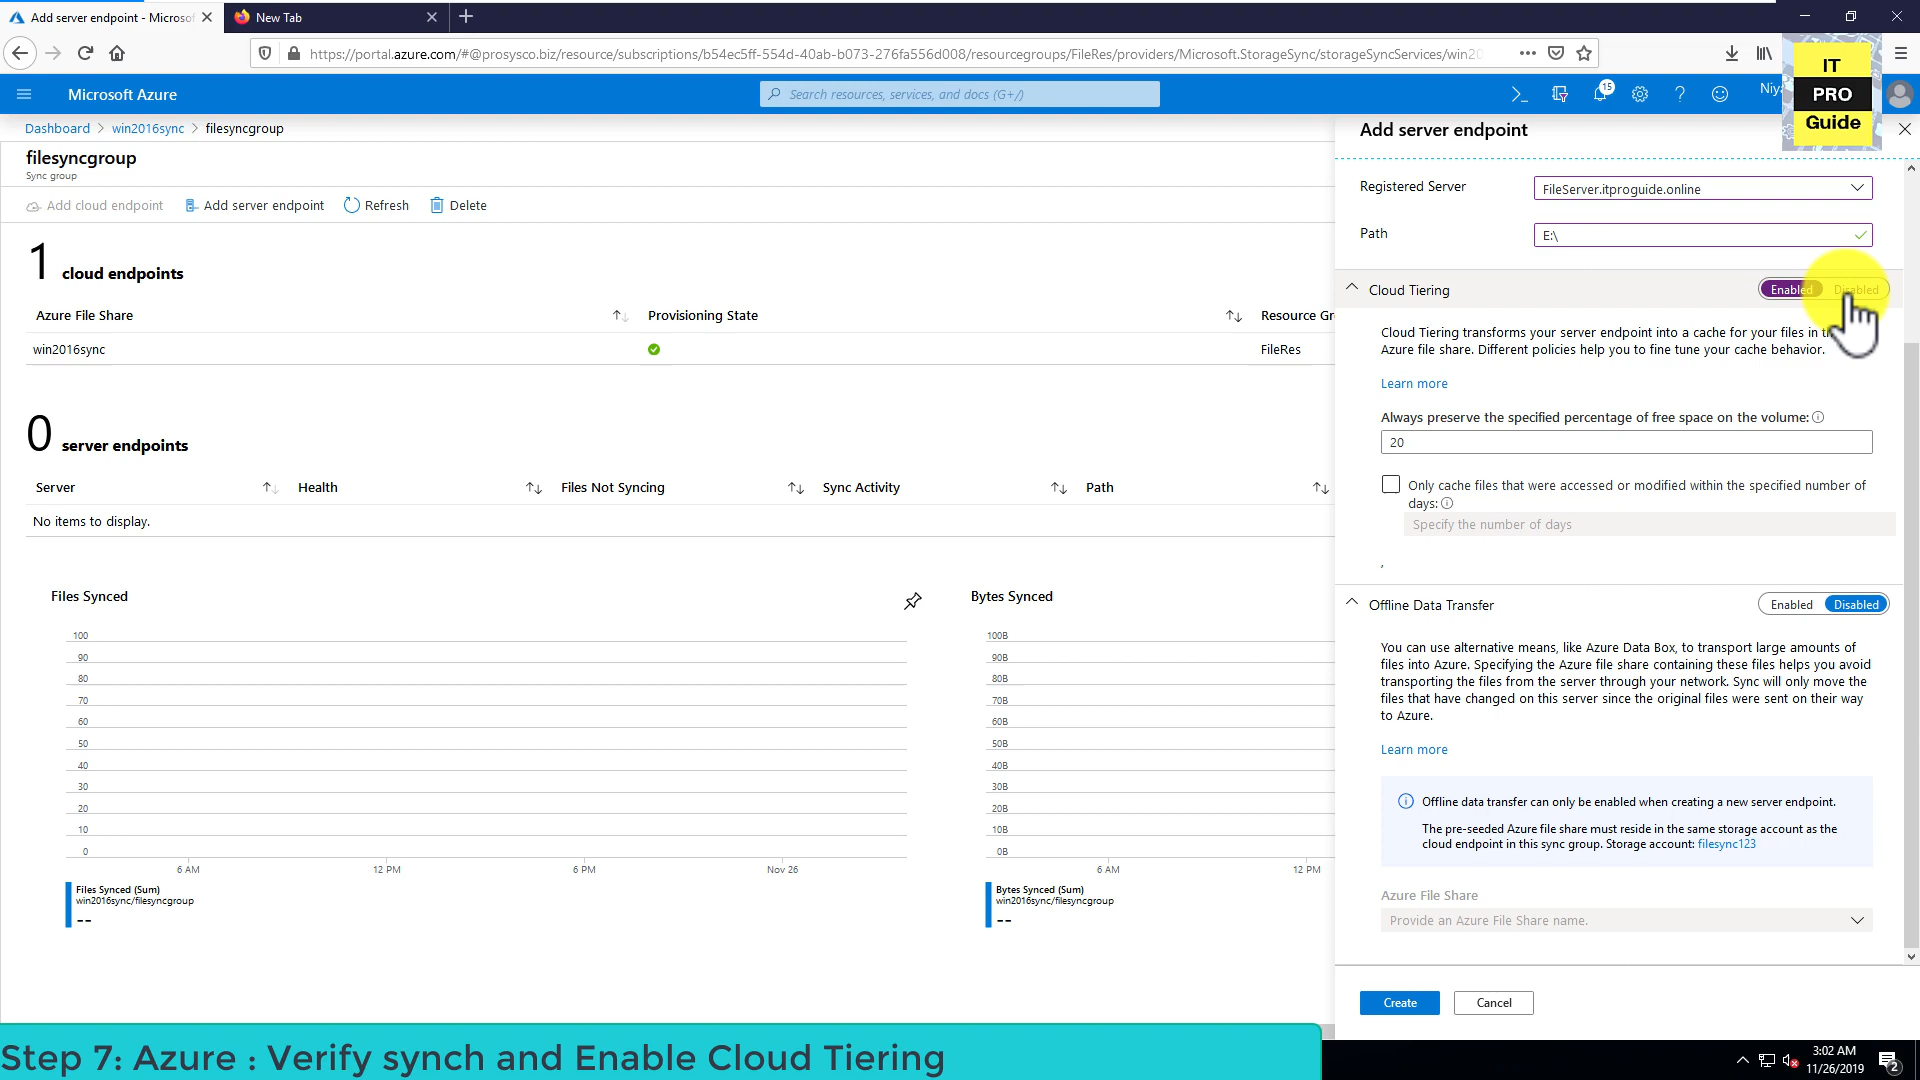 Add server endpoint - Microsof
New Tab
https://portal.azure.com/#@prosysco.biz/resource/subscriptions/b54ec5ff-554d-40ab-b073-276fa556d008/resourcegroups/FileRes/providers/Microsoft.StorageSync/storageSyncServices/win20
IT
PRO
Guide
Microsoft Azure
Search resources, services, and docs (G+/)
15
Niya
Dashboard > win2016sync > filesyncgroup
filesyncgroup
Sync group
Add cloud endpoint
Add server endpoint
Refresh
Delete
1 cloud endpoints
Azure File Share
Provisioning State
Resource Gr
win2016sync
FileRes
0 server endpoints
Server
Health
Files Not Syncing
Sync Activity
Path
No items to display.
Files Synced
100
90
80
70
60
50
40
30
20
10
0
6 AM
12 PM
6 PM
Nov 26
Files Synced (Sum)
win2016sync/filesyncgroup
--
Bytes Synced
100B
90B
80B
70B
60B
50B
40B
30B
20B
10B
0B
6 AM
12 PM
Bytes Synced (Sum)
win2016sync/filesyncgroup
--
Add server endpoint
Registered Server
FileServer.itproguide.online
Path
E:\
Cloud Tiering
Enabled
Disabled
Cloud Tiering transforms your server endpoint into a cache for your files in
Azure file share. Different policies help you to fine tune your cache behavior.
Learn more
Always preserve the specified percentage of free space on the volume:
20
Only cache files that were accessed or modified within the specified number of
days:
Specify the number of days
,
Offline Data Transfer
Enabled
Disabled
You can use alternative means, like Azure Data Box, to transport large amounts of
files into Azure. Specifying the Azure file share containing these files helps you avoid
transporting the files from the server through your network. Sync will only move the
files that have changed on this server since the original files were sent on their way
to Azure.
Learn more
Offline data transfer can only be enabled when creating a new server endpoint.
The pre-seeded Azure file share must reside in the same storage account as the
cloud endpoint in this sync group. Storage account: filesync123
Azure File Share
Provide an Azure File Share name.
Create
Cancel
Step 7: Azure : Verify synch and Enable Cloud Tiering
3:02 AM
11/26/2019
2